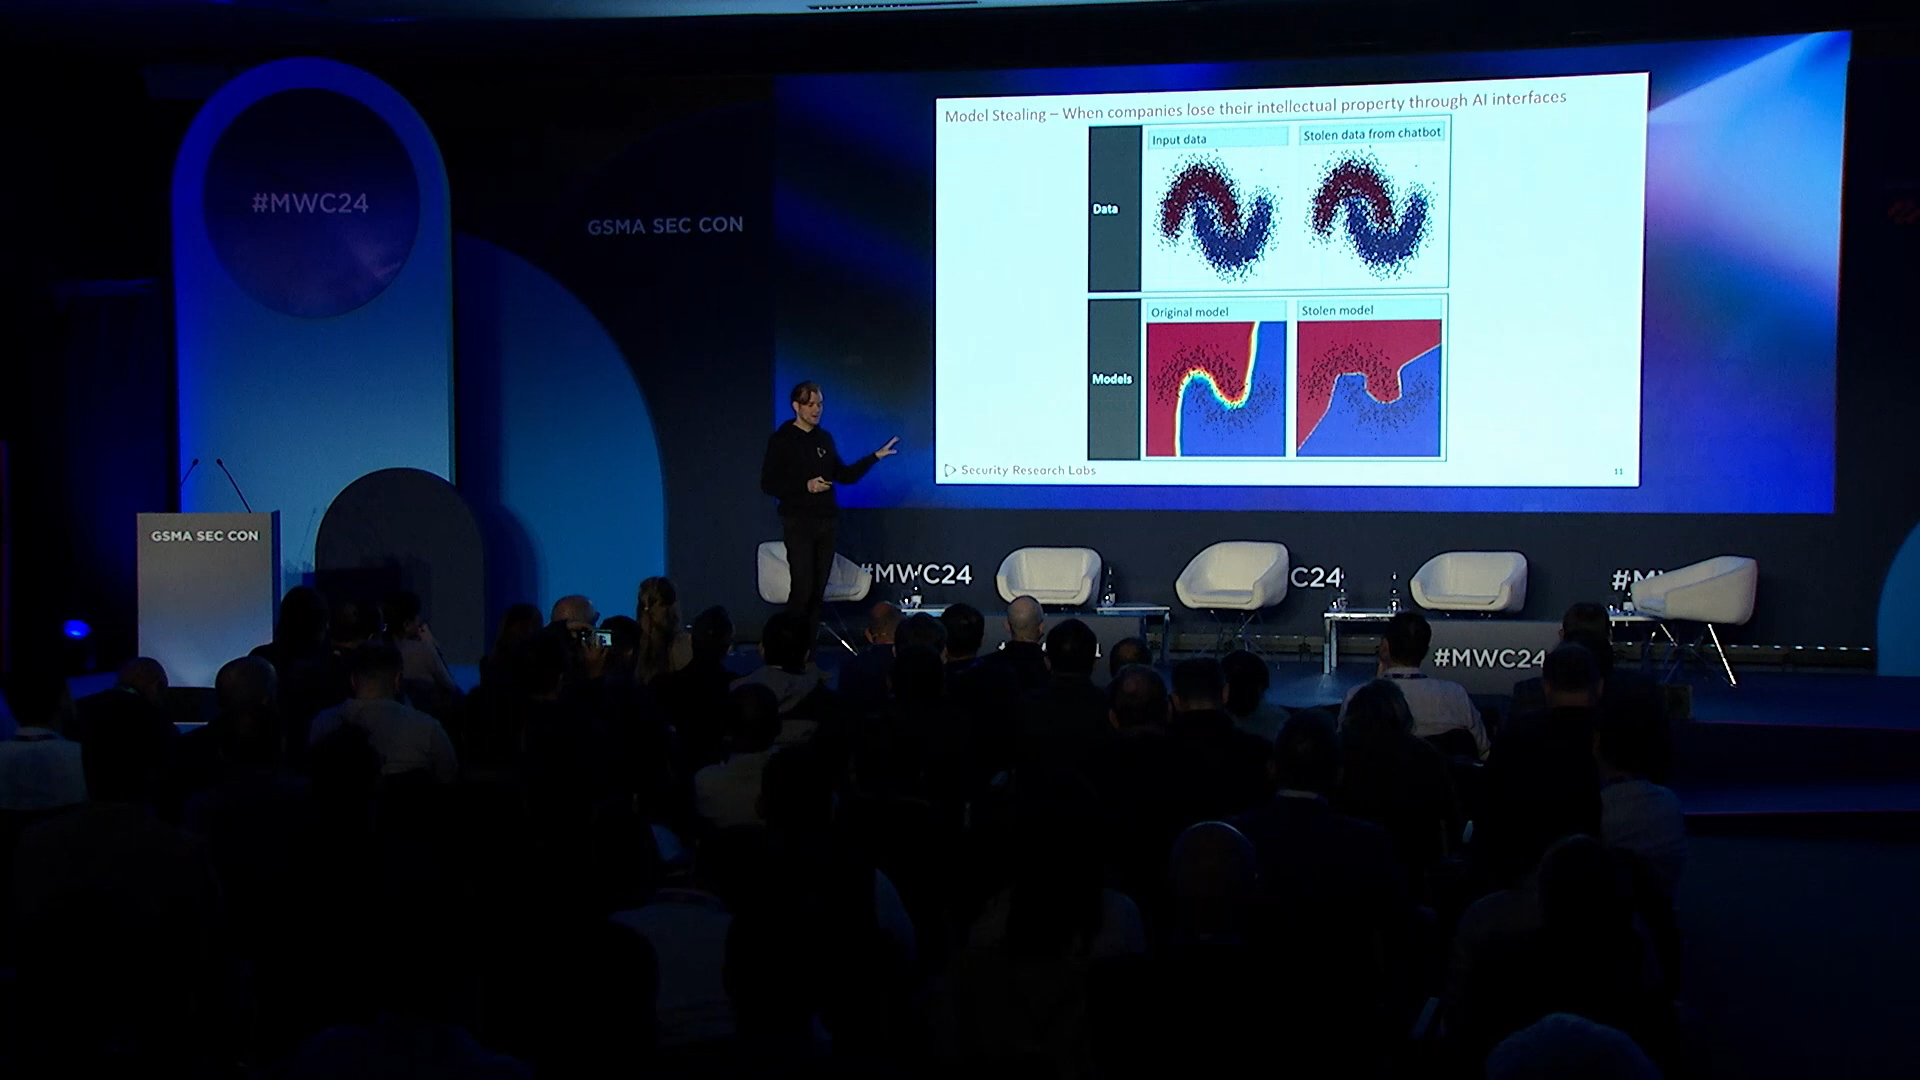 #MWC24
GSMA SEC CON
Model Stealing – When companies lose their intellectual property through AI interfaces
Input data
Stolen data from chatbot
Data
Original model
Stolen model
Models
Security Research Labs
11
GSMA SEC CON
#MWC24
C24
#MWC24